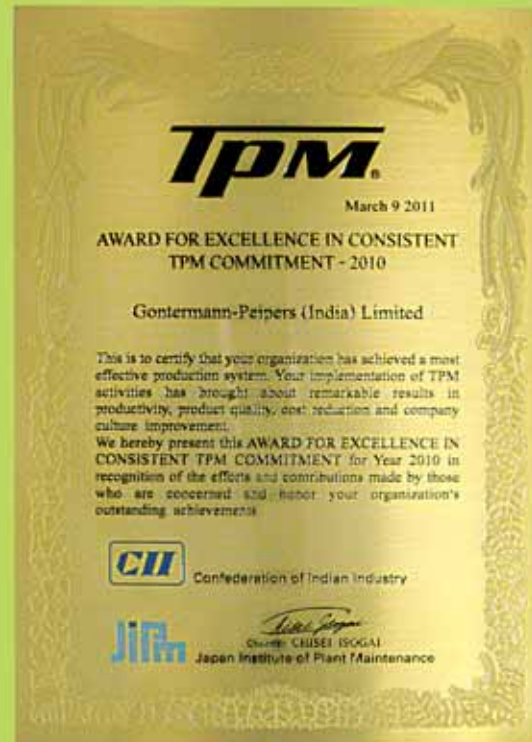 TPM®
March 9 2011
AWARD FOR EXCELLENCE IN CONSISTENT
TPM COMMITMENT - 2010
Gontermann-Peipers (India) Limited
This is to certify that your organization has achieved a most
effective production system. Your implementation of TPM
activities has brought about remarkable results in
productivity, product quality, cost reduction and company
culture improvement.
We hereby present this AWARD FOR EXCELLENCE IN
CONSISTENT TPM COMMITMENT for Year 2010 in
recognition of the efforts and contributions made by those
who are concerned and honor your organization's
outstanding achievements
CII
Confederation of Indian Industry
CHISEI ISOGAI
JIPM
Japan Institute of Plant Maintenance